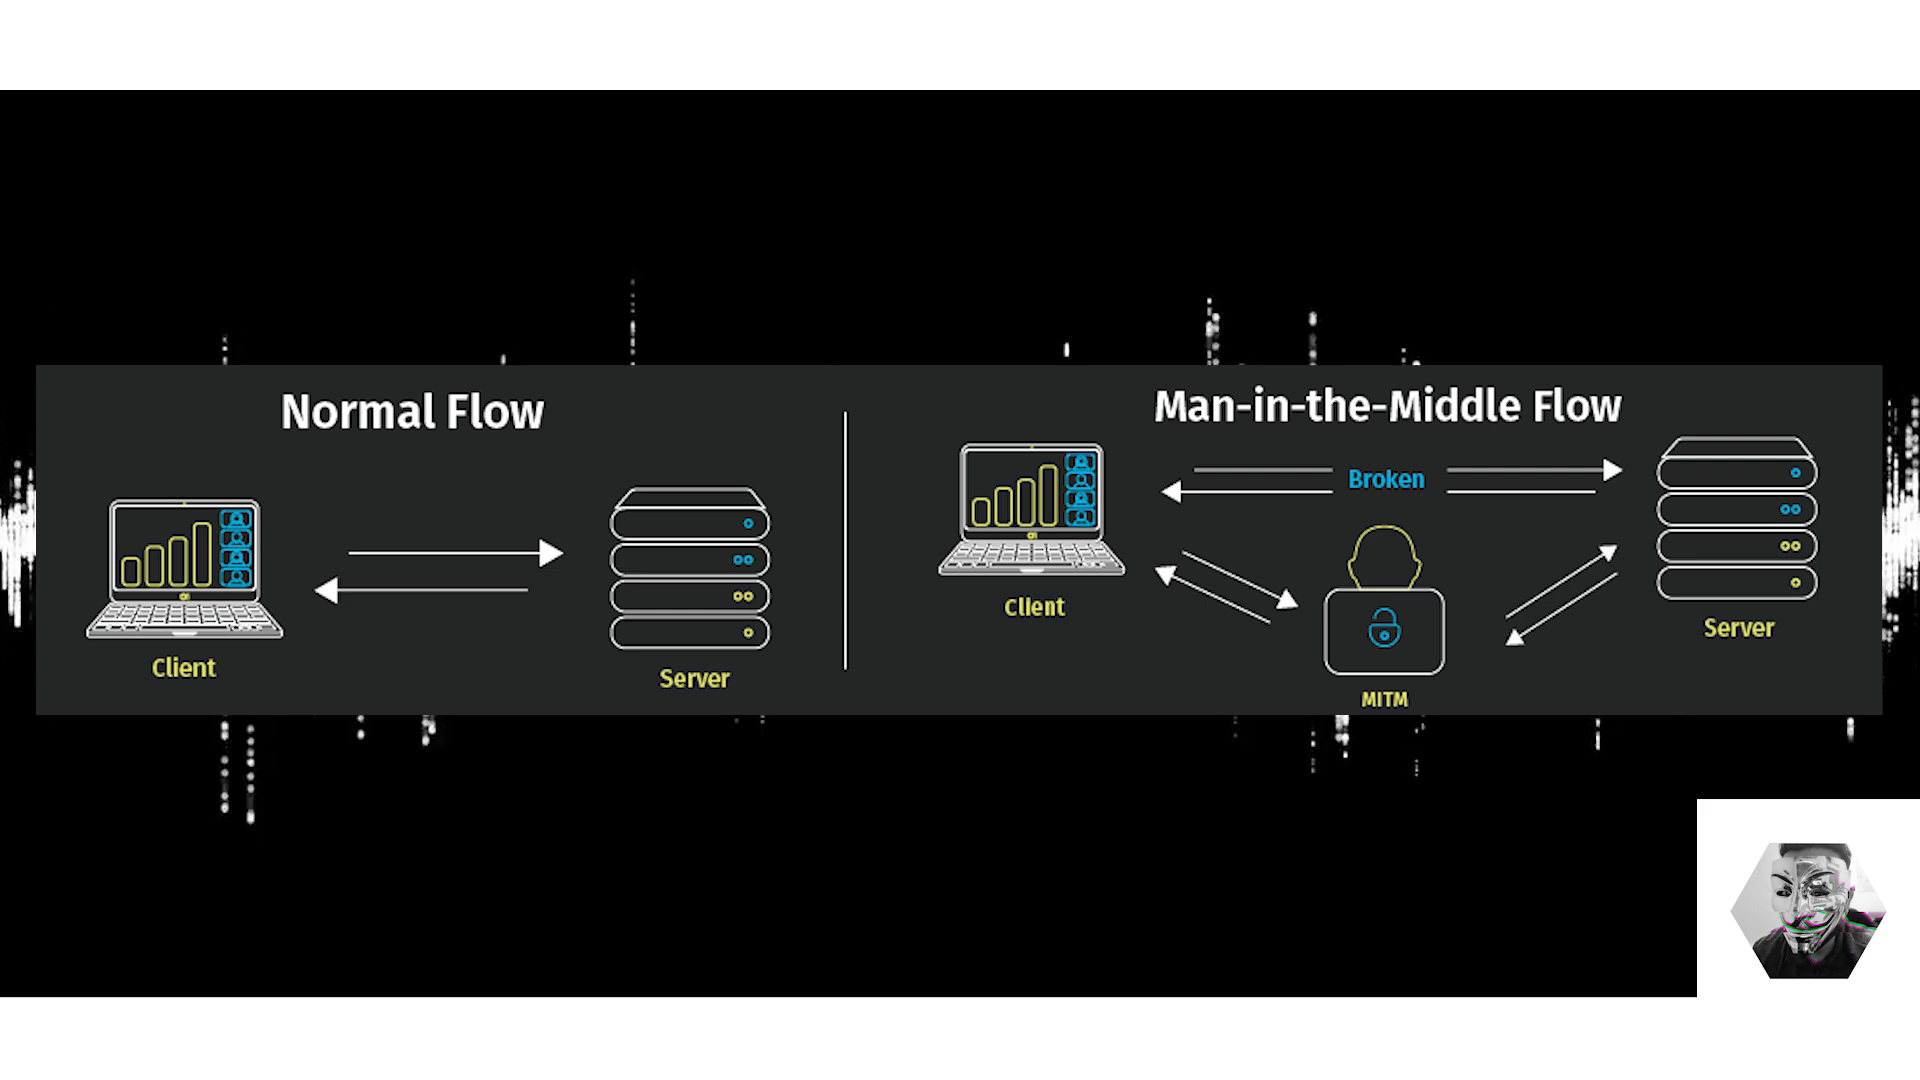 Normal Flow
Client
Server
Man-in-the-Middle Flow
Broken
Client
Server
MITM